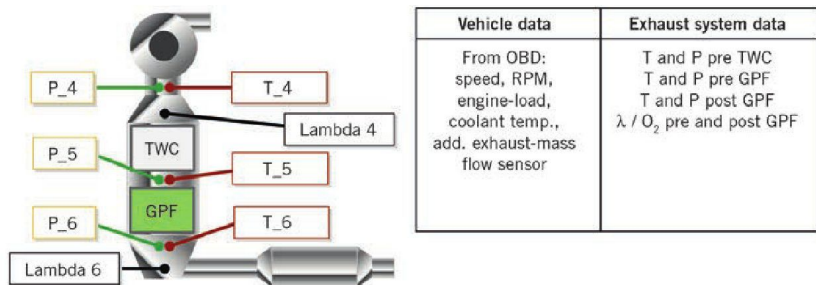 P_4
T_4
Lambda 4
TWC
P_5
T_5
GPF
P_6
T_6
Lambda 6
Vehicle data
From OBD:
speed, RPM,
engine-load,
coolant temp.,
add. exhaust-mass
flow sensor
Exhaust system data
T and P pre TWC
T and P pre GPF
T and P post GPF
λ / O₂ pre and post GPF